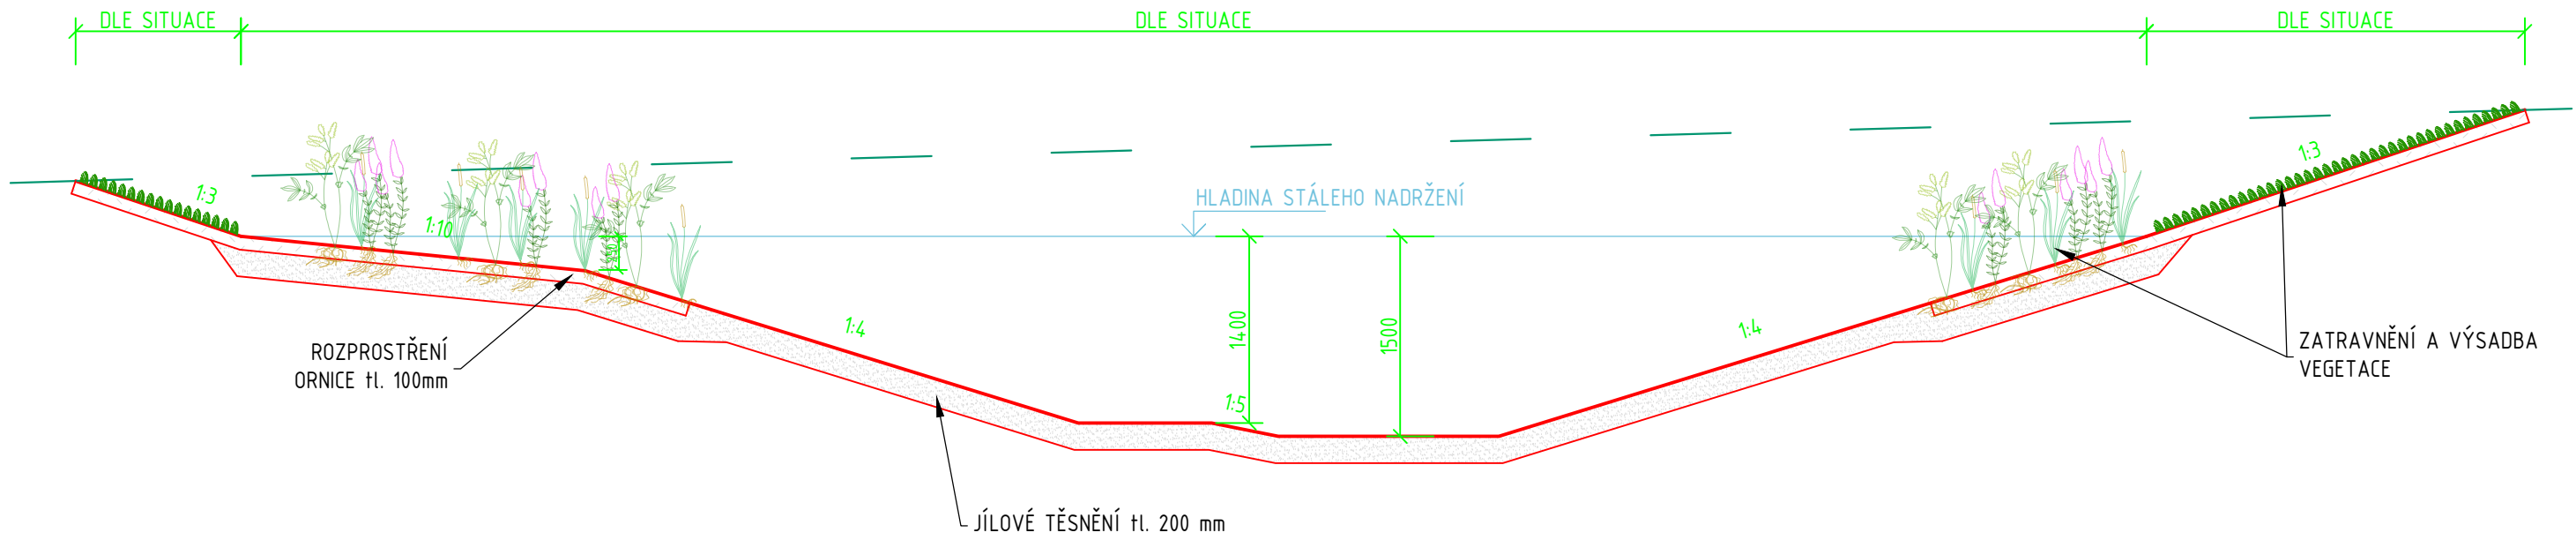 DLE SITUACE
DLE SITUACE
DLE SITUACE
1:3
1:10
250
HLADINA STÁLEHO NADRŽENÍ
1:3
1:4
1400
1500
1:4
1:5
ROZPROSTŘENÍ
ORNICE tl. 100mm
ZATRAVNĚNÍ A VÝSADBA
VEGETACE
JÍLOVÉ TĚSNĚNÍ tl. 200 mm